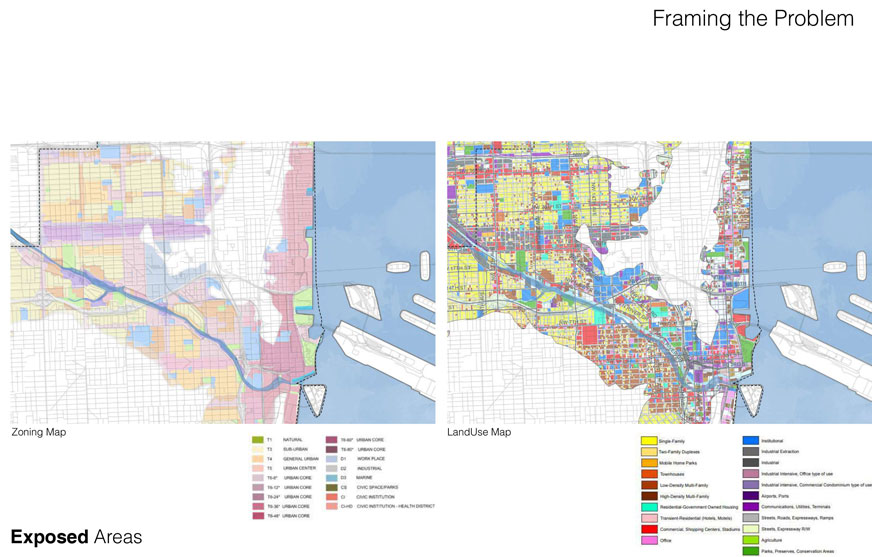 Framing the Problem
Zoning Map
LandUse Map
T1 NATURAL
T3 SUB-URBAN
T4 GENERAL URBAN
T5 URBAN CENTER
T6-8* URBAN CORE
T6-12* URBAN CORE
T6-24* URBAN CORE
T6-36* URBAN CORE
T6-48* URBAN CORE
T6-60* URBAN CORE
T6-80* URBAN CORE
D1 WORK PLACE
D2 INDUSTRIAL
D3 MARINE
CS CIVIC SPACE/PARKS
CI CIVIC INSTITUTION
CI-HD CIVIC INSTITUTION - HEALTH DISTRICT
Single-Family
Two-Family Duplexes
Mobile Home Parks
Townhouses
Low-Density Multi-Family
High-Density Multi-Family
Residential-Government Owned Housing
Transient-Residential (Hotels, Motels)
Commercial, Shopping Centers, Stadiums
Office
Institutional
Industrial Extraction
Industrial
Industrial Intensive, Office type of use
Industrial Intensive, Commercial Condominium type of use
Airports, Ports
Communications, Utilities, Terminals
Streets, Roads, Expressways, Ramps
Streets, Expressway R/W
Agriculture
Parks, Preserves, Conservation Areas
Exposed Areas